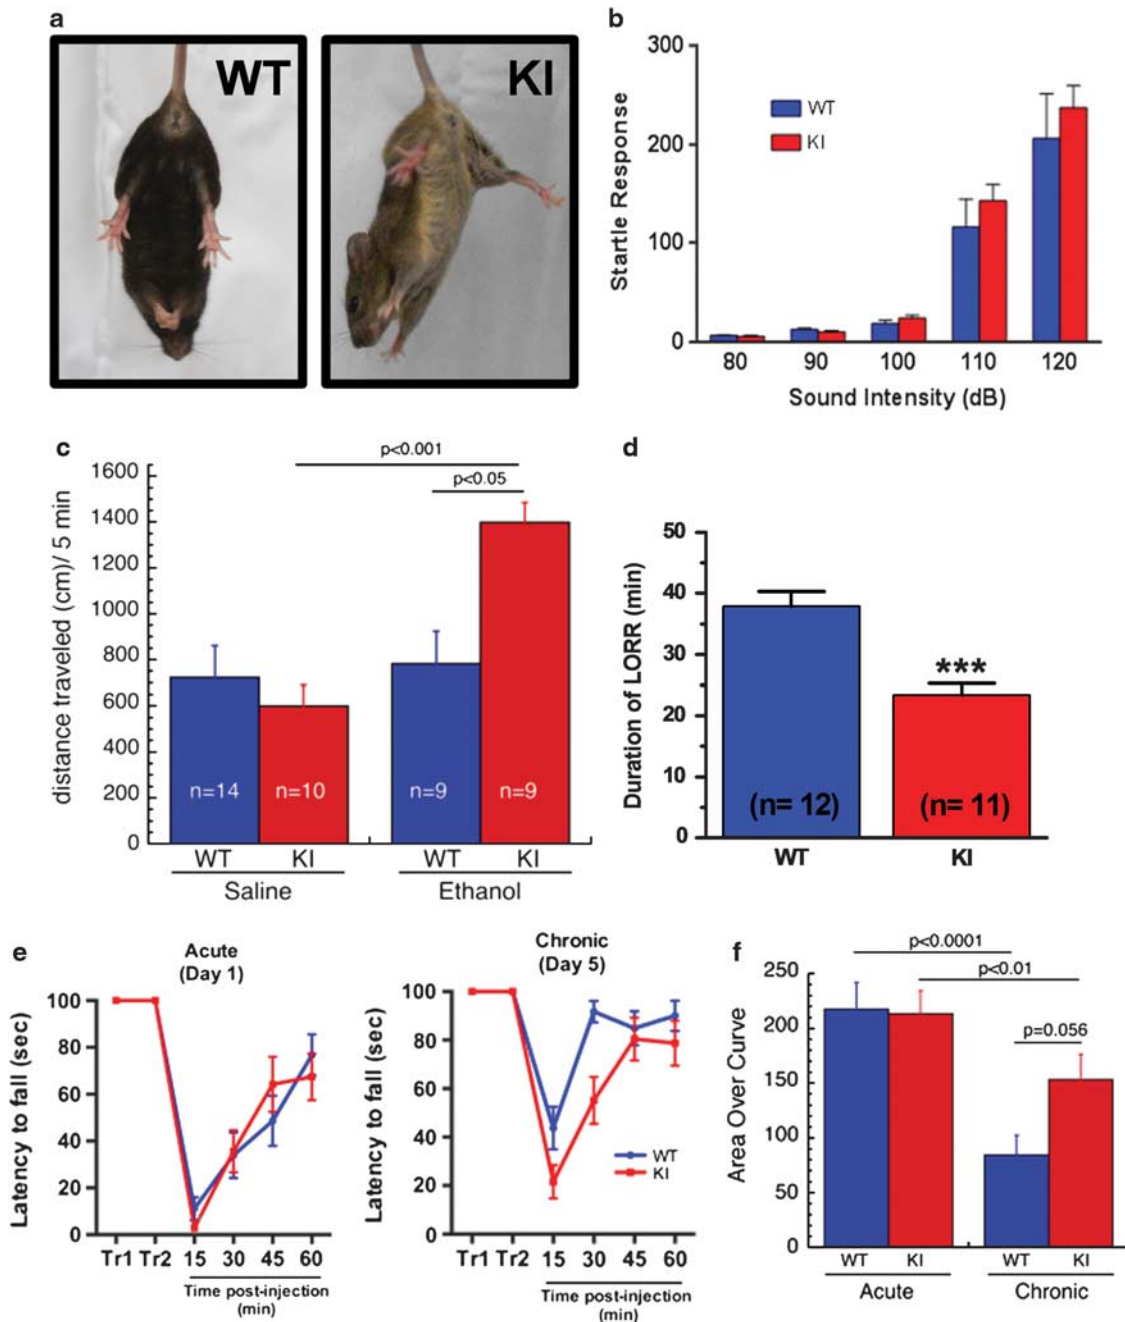 a
WT
KI
b
300
200
100
0
Startle Response
WT
KI
80 90 100 110 120
Sound Intensity (dB)
c
p<0.001
p<0.05
1600
1400
1200
1000
800
600
400
200
0
distance traveled (cm)/ 5 min
n=14 n=10 n=9 n=9
WT KI WT KI
Saline Ethanol
d
50
40
30
20
10
0
Duration of LORR (min)
***
(n= 12) (n= 11)
WT KI
e
Acute
(Day 1)
100
80
60
40
20
0
Latency to fall (sec)
Tr1 Tr2 15 30 45 60
Time post-injection
(min)
Chronic
(Day 5)
100
80
60
40
20
0
Latency to fall (sec)
WT
KI
Tr1 Tr2 15 30 45 60
Time post-injection
(min)
f
p<0.0001
p<0.01
p=0.056
250
200
150
100
50
0
Area Over Curve
WT KI WT KI
Acute Chronic